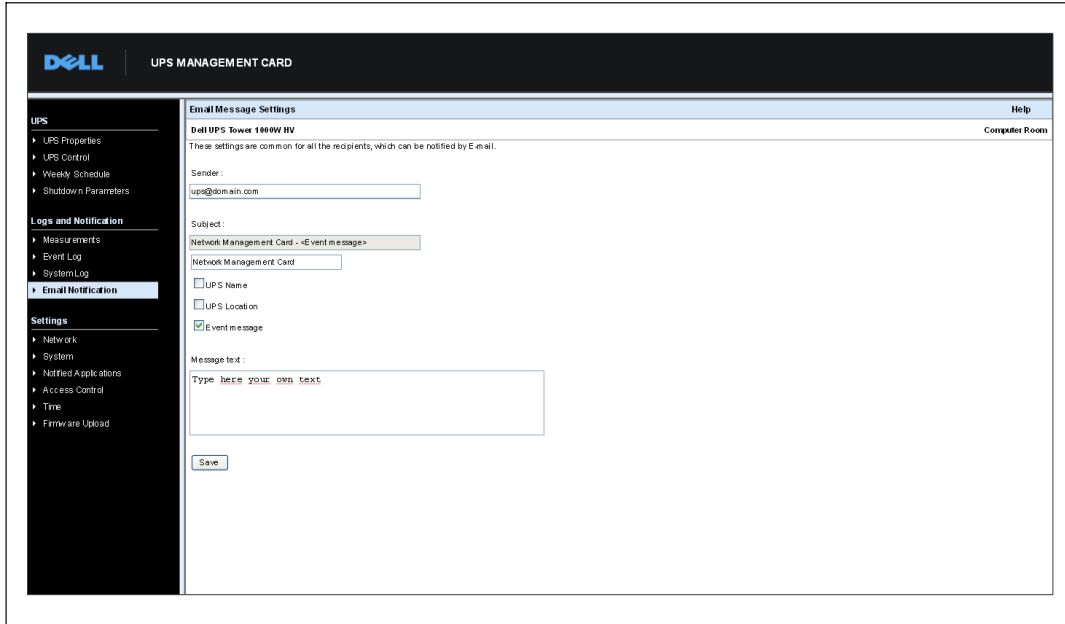 DELL
UPS MANAGEMENT CARD
UPS
UPS Properties
UPS Control
Weekly Schedule
Shutdown Parameters
Logs and Notification
Measurements
Event Log
System Log
Email Notification
Settings
Network
System
Notified Applications
Access Control
Time
Firmware Upload
Email Message Settings
Help
Dell UPS Tower 1000W HV
Computer Room
These settings are common for all the recipients, which can be notified by E-mail.
Sender :
ups@domain.com
Subject :
Network Management Card - <Event message>
Network Management Card
UPS Name
UPS Location
Event message
Message text :
Type here your own text
Save